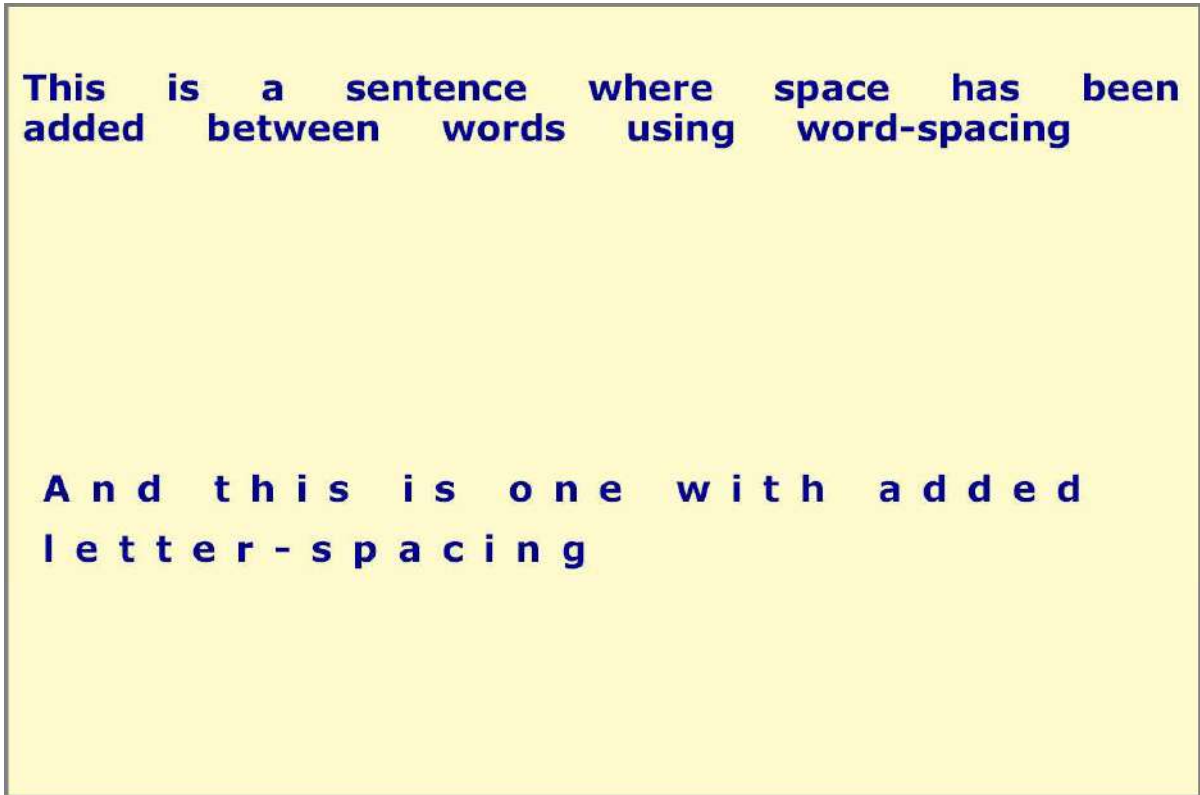 This is a sentence where space has been
added between words using word-spacing
And this is one with added
letter-spacing